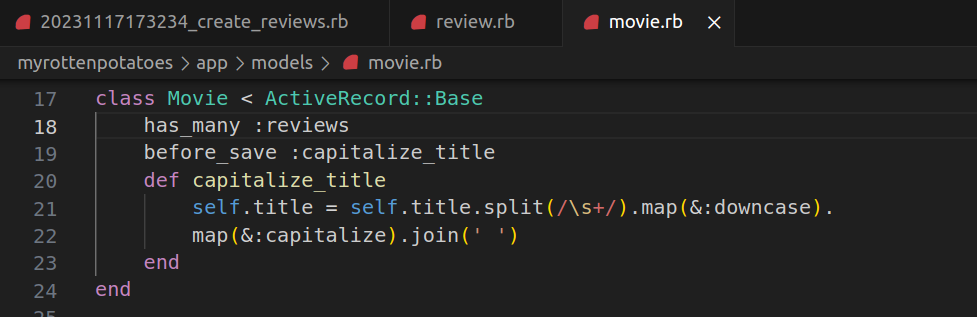 20231117173234_create_reviews.rb review.rb movie.rb
myrottenpotatoes > app > models > movie.rb
17 class Movie < ActiveRecord::Base
18 has_many :reviews
19 before_save :capitalize_title
20 def capitalize_title
21 self.title = self.title.split(/\s+/).map(&:downcase).
22 map(&:capitalize).join(' ')
23 end
24 end